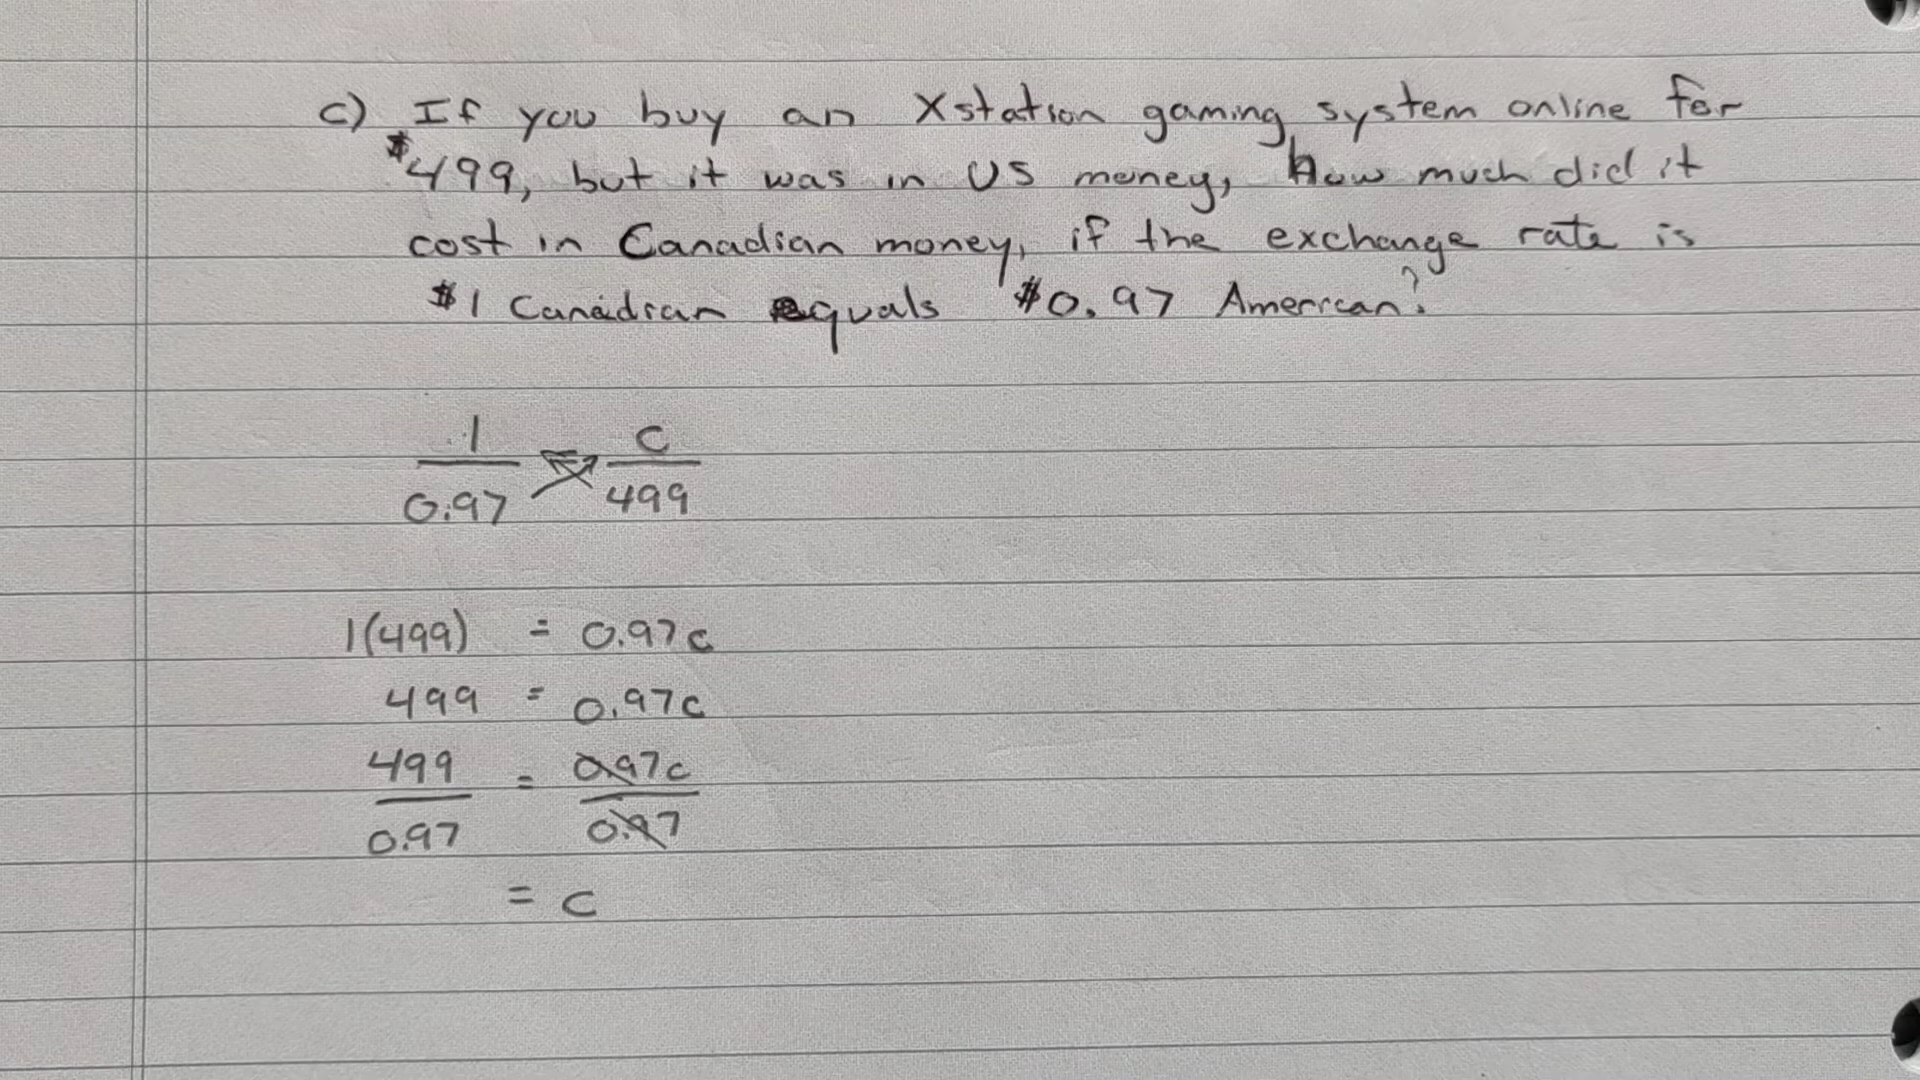 c) If you buy an Xstation gaming system online for
$499, but it was in US money, how much did it
cost in Canadian money, if the exchange rate is
$1 Canadian equals $0.97 American?
1 c
0.97 499
1(499) = 0.97c
499 = 0.97c
499 = 0.97c
0.97 0.97
= c